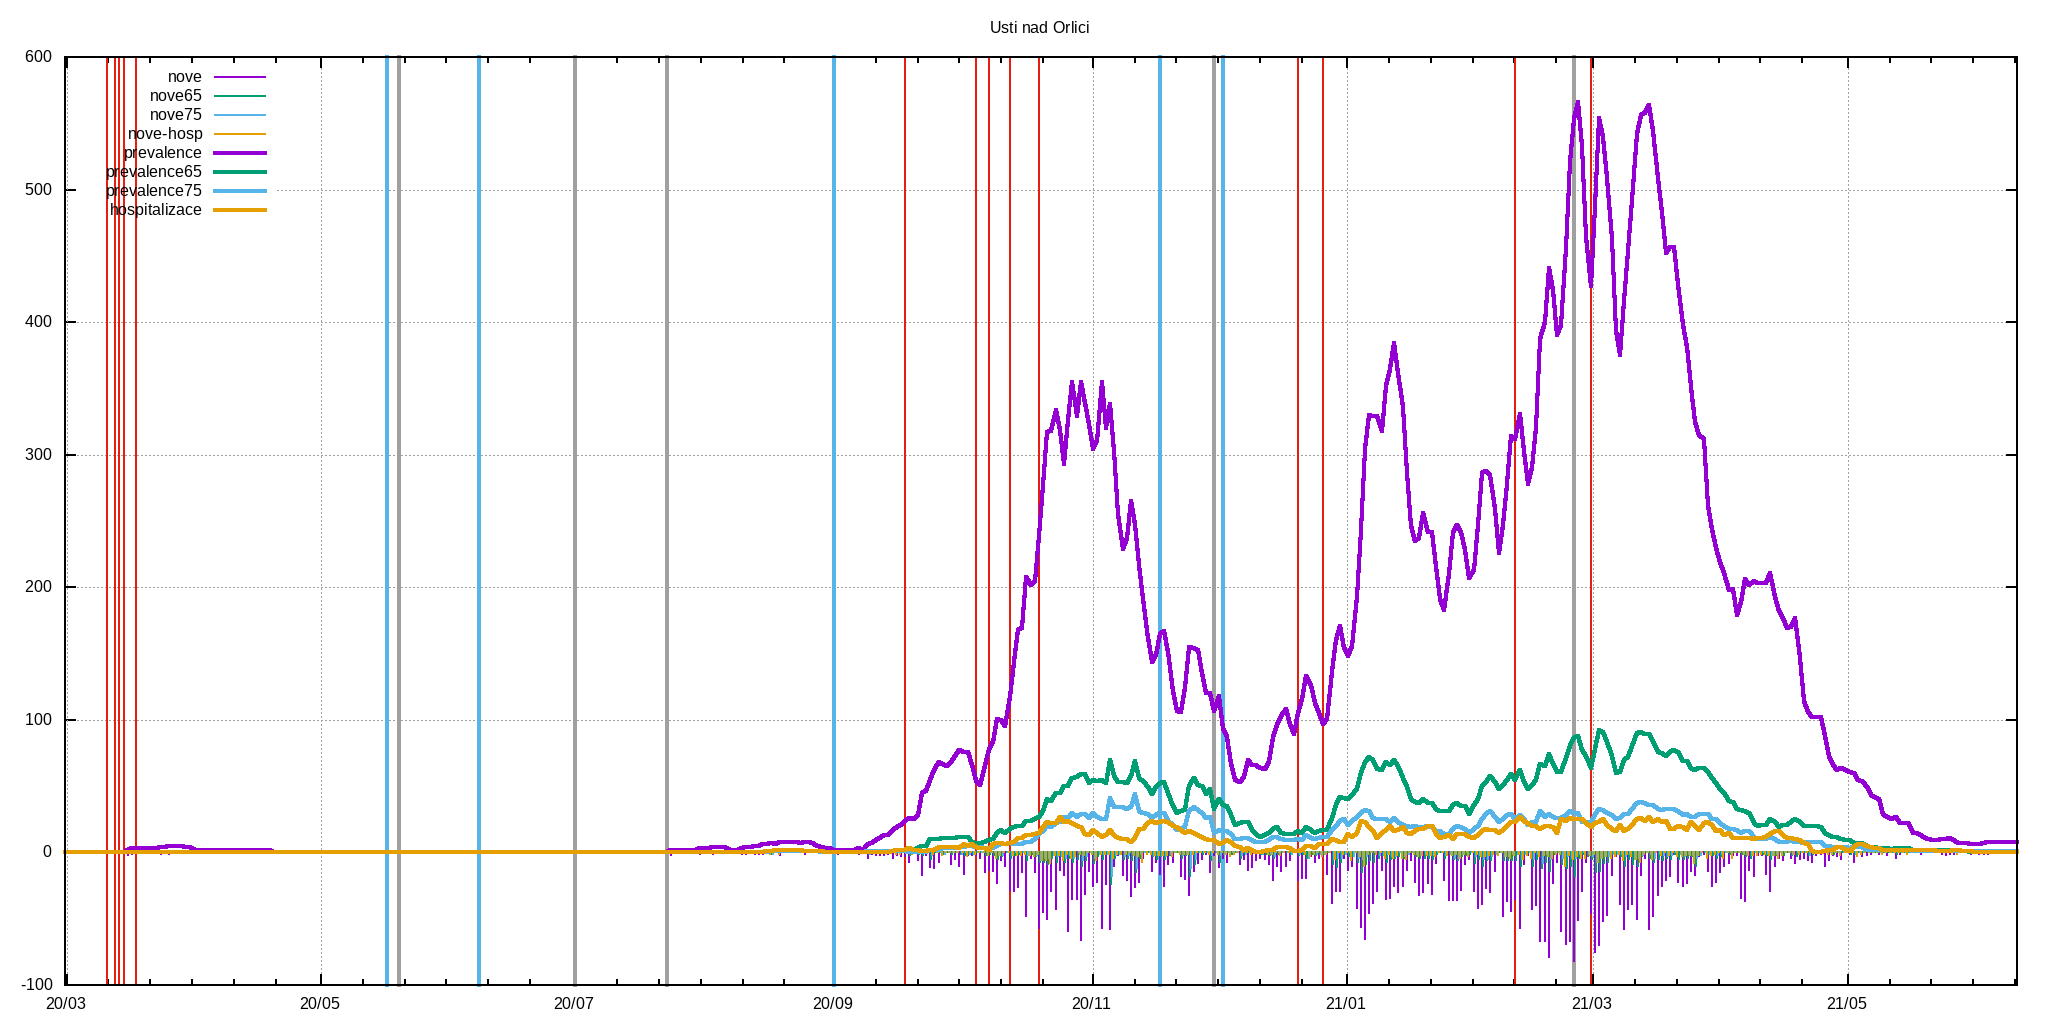 Usti nad Orlici
600
500
400
300
200
100
0
-100
nove
nove65
nove75
nove-hosp
prevalence
prevalence65
prevalence75
hospitalizace
20/03 20/05 20/07 20/09 20/11 21/01 21/03 21/05